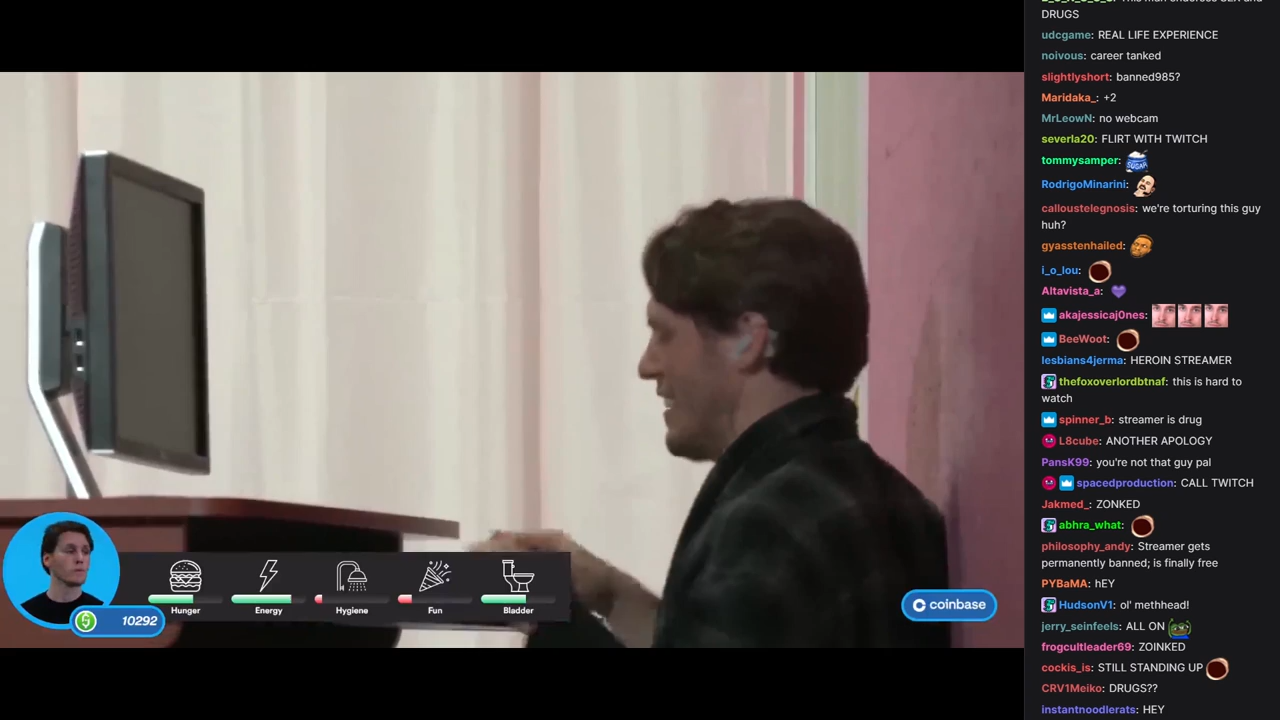 DRUGS
udcgame: REAL LIFE EXPERIENCE
noivous: career tanked
slightlyshort: banned985?
Maridaka_: +2
MrLeowN: no webcam
severla20: FLIRT WITH TWITCH
tommysamper:
SUGAR
RodrigoMinarini:
calloustelegnosis: we're torturing this guy
huh?
gyasstenhailed:
i_o_lou:
Altavista_a:
akajessicaj0nes:
BeeWoot:
lesbians4jerma: HEROIN STREAMER
thefoxoverlordbtnaf: this is hard to
watch
spinner_b: streamer is drug
L8cube: ANOTHER APOLOGY
PansK99: you're not that guy pal
spacedproduction: CALL TWITCH
Jakmed_: ZONKED
abhra_what:
philosophy_andy: Streamer gets
permanently banned; is finally free
PYBaMA: hEY
HudsonV1: ol' methhead!
jerry_seinfeels: ALL ON
frogcultleader69: ZOINKED
cockis_is: STILL STANDING UP
CRV1Meiko: DRUGS??
instantnoodlerats: HEY
Hunger
Energy
Hygiene
Fun
Bladder
10292
coinbase